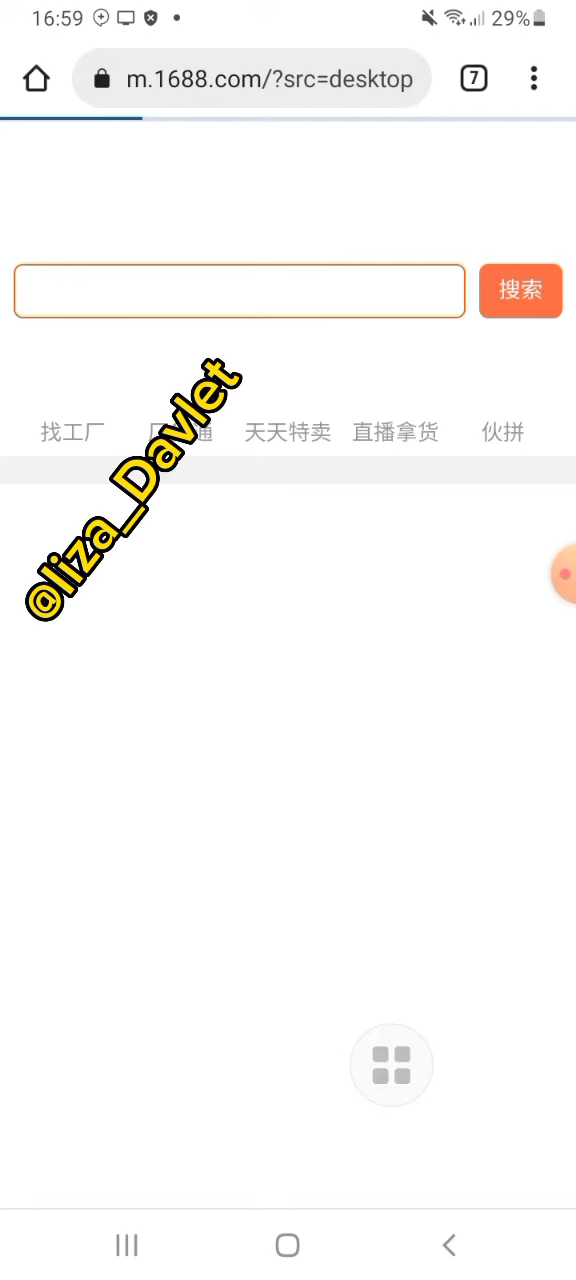 16:59
29%
m.1688.com/?src=desktop
7
搜索
找工厂 天天特卖 直播拿货 伙拼
@liza_Davlet